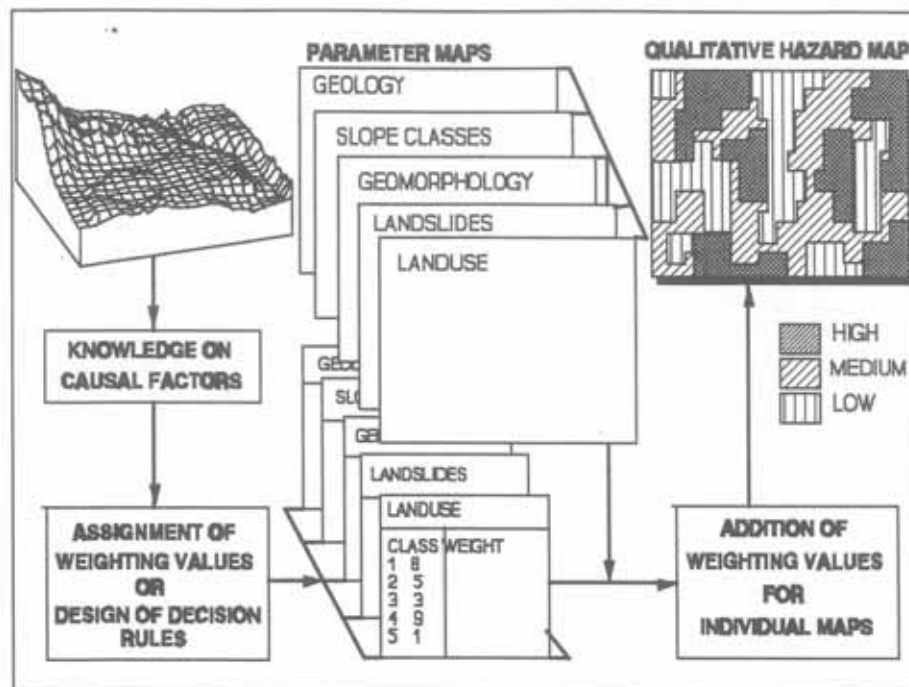 PARAMETER MAPS
GEOLOGY
SLOPE CLASSES
GEOMORPHOLOGY
LANDSLIDES
LANDUSE
QUALITATIVE HAZARD MAP
HIGH
MEDIUM
LOW
KNOWLEDGE ON
CAUSAL FACTORS
ASSIGNMENT OF
WEIGHTING VALUES
OR
DESIGN OF DECISION
RULES
LANDSLIDES
LANDUSE
CLASS WEIGHT
1 8
2 5
3 3
4 9
5 1
ADDITION OF
WEIGHTING VALUES
FOR
INDIVIDUAL MAPS